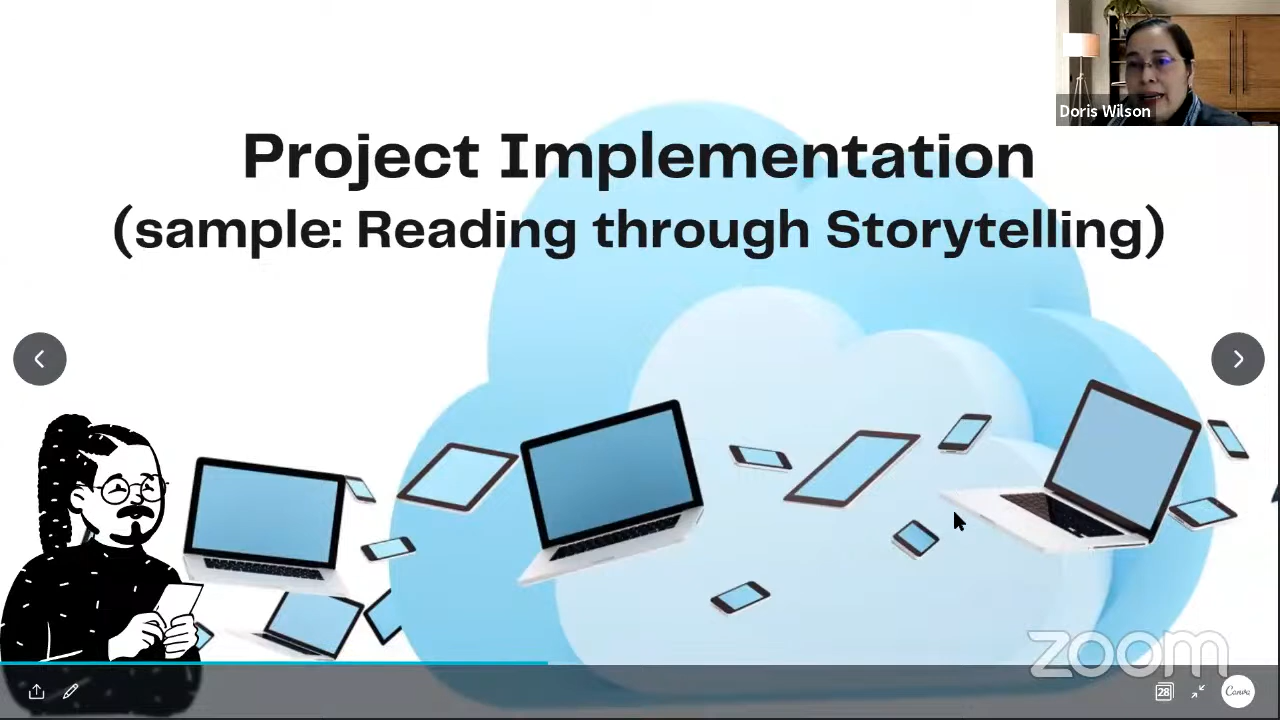 Doris Wilson
Project Implementation
(sample: Reading through Storytelling)
zoom
28
Canva